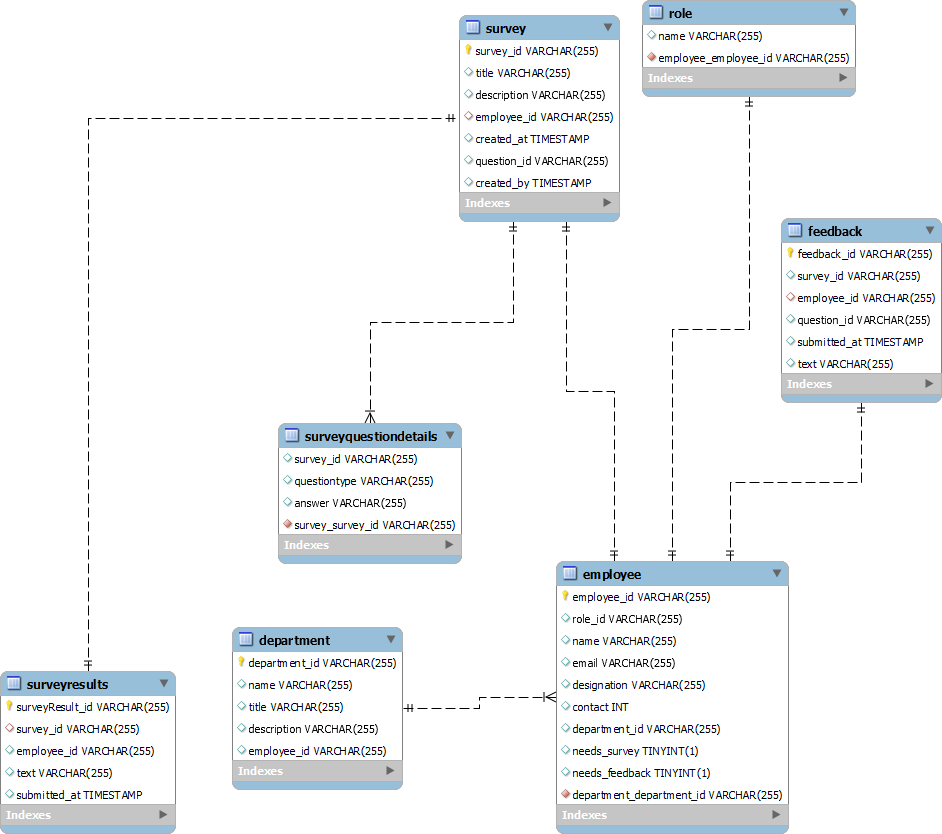 survey
survey_id VARCHAR(255)
title VARCHAR(255)
description VARCHAR(255)
employee_id VARCHAR(255)
created_at TIMESTAMP
question_id VARCHAR(255)
created_by TIMESTAMP
Indexes
role
name VARCHAR(255)
employee_employee_id VARCHAR(255)
Indexes
feedback
feedback_id VARCHAR(255)
survey_id VARCHAR(255)
employee_id VARCHAR(255)
question_id VARCHAR(255)
submitted_at TIMESTAMP
text VARCHAR(255)
Indexes
surveyquestiondetails
survey_id VARCHAR(255)
questiontype VARCHAR(255)
answer VARCHAR(255)
survey_survey_id VARCHAR(255)
Indexes
employee
employee_id VARCHAR(255)
role_id VARCHAR(255)
name VARCHAR(255)
email VARCHAR(255)
designation VARCHAR(255)
contact INT
department_id VARCHAR(255)
needs_survey TINYINT(1)
needs_feedback TINYINT(1)
department_department_id VARCHAR(255)
Indexes
department
department_id VARCHAR(255)
name VARCHAR(255)
title VARCHAR(255)
description VARCHAR(255)
employee_id VARCHAR(255)
Indexes
surveyresults
surveyResult_id VARCHAR(255)
survey_id VARCHAR(255)
employee_id VARCHAR(255)
text VARCHAR(255)
submitted_at TIMESTAMP
Indexes